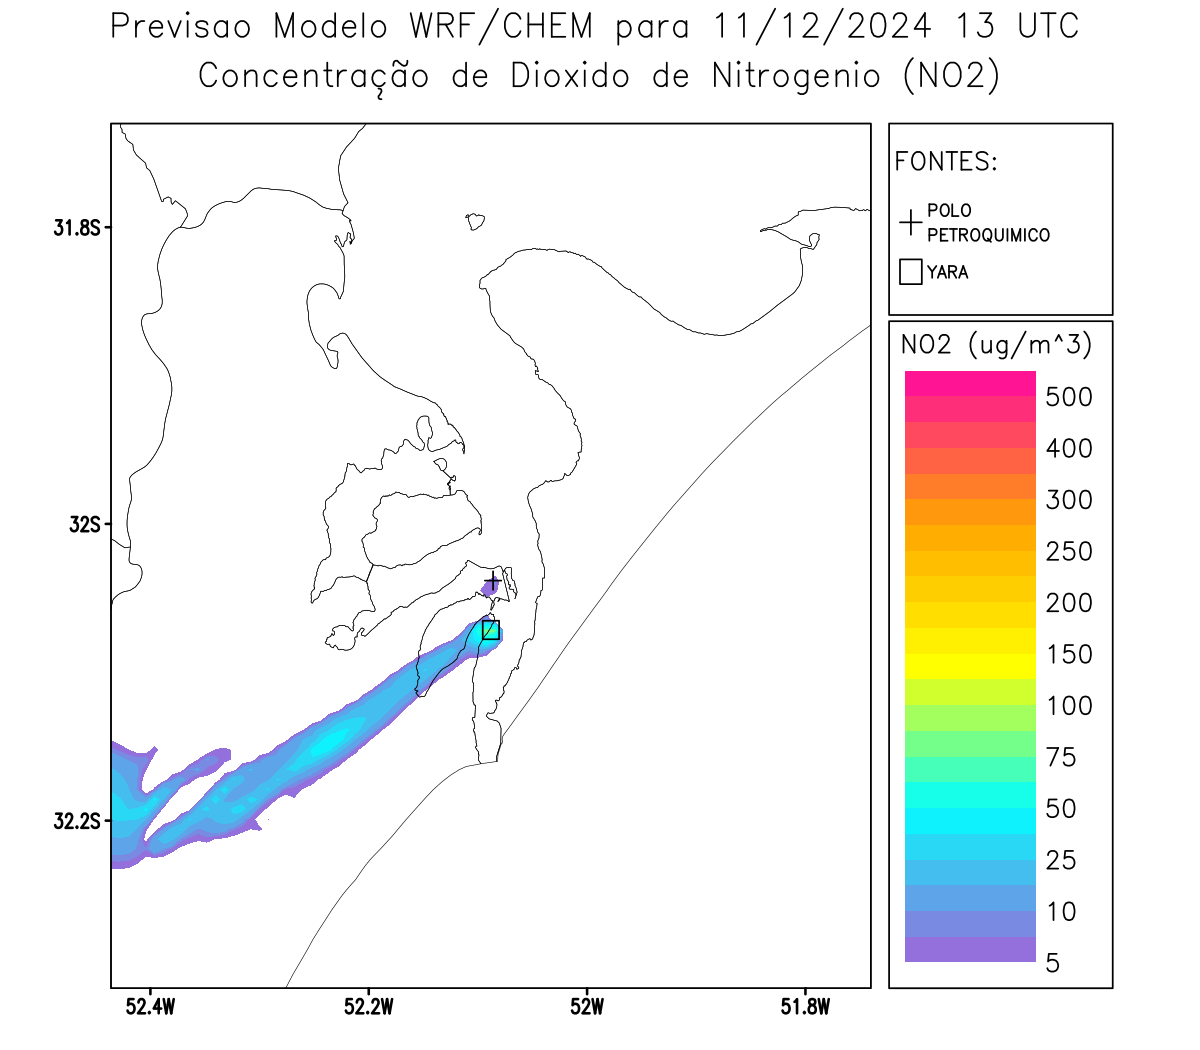 Previsao Modelo WRF/CHEM para 11/12/2024 13 UTC
Concentração de Dioxido de Nitrogenio (NO2)
FONTES:
POLO
PETROQUIMICO
YARA
31.8S
32S
32.2S
52.4W
52.2W
52W
51.8W
NO2 (ug/m^3)
500
400
300
250
200
150
100
75
50
25
10
5